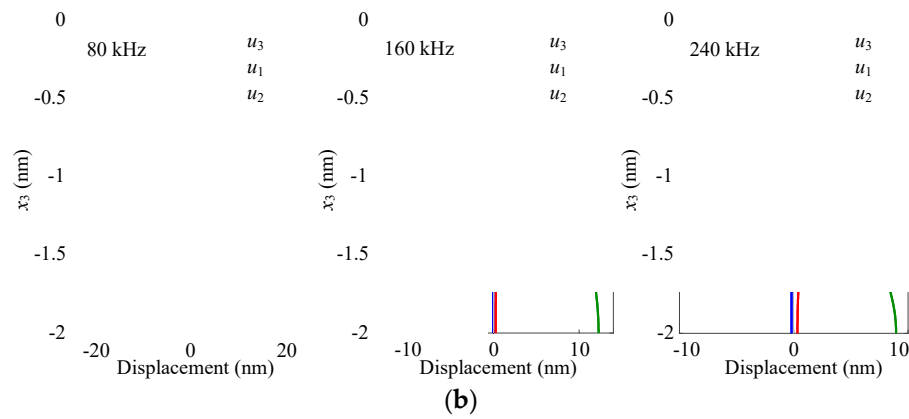 0
80 kHz
u3
u1
u2
-0.5
x3 (nm)
-1
-1.5
-2
-20 0 20
Displacement (nm)
0
160 kHz
u3
u1
u2
-0.5
x3 (nm)
-1
-1.5
-2
-10 0 10
Displacement (nm)
0
240 kHz
u3
u1
u2
-0.5
x3 (nm)
-1
-1.5
-2
-10 0 10
Displacement (nm)
(b)